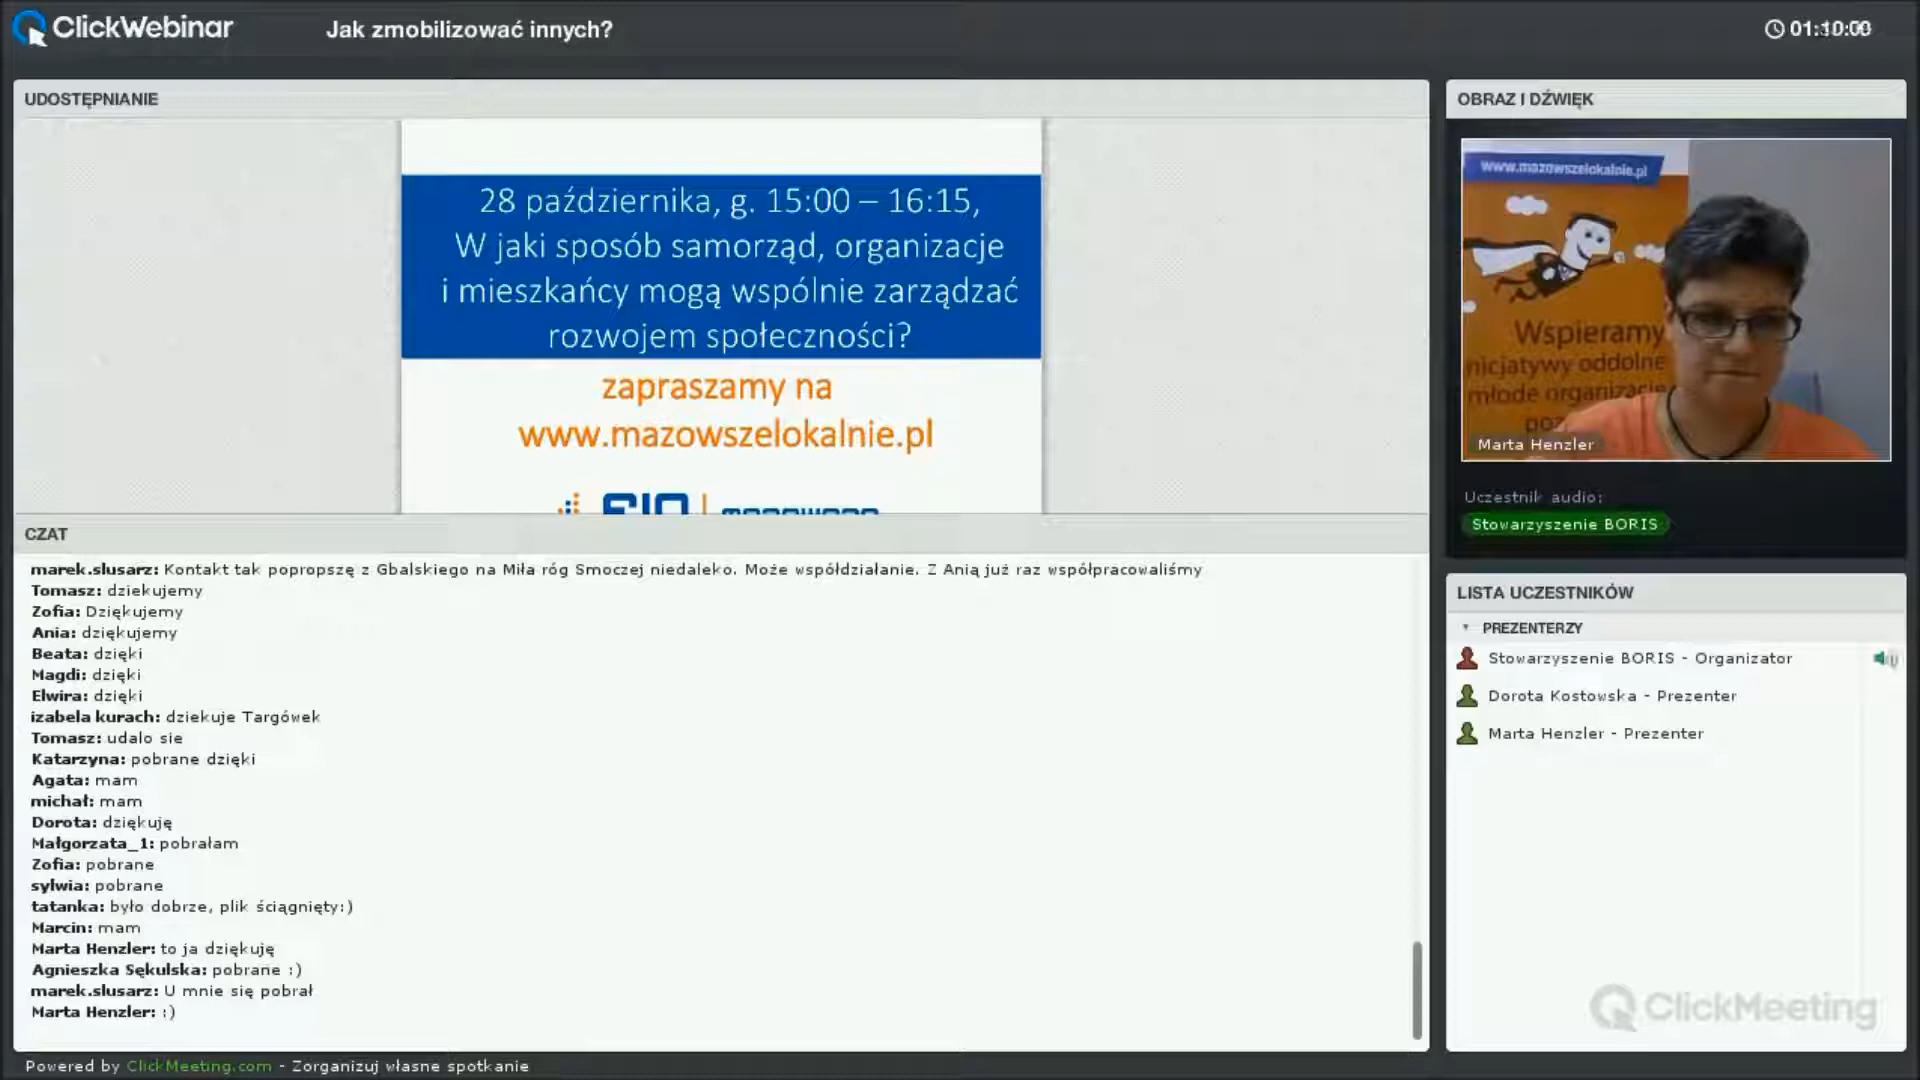 ClickWebinar
Jak zmobilizować innych?
UDOSTĘPNIANIE
28 października, g. 15:00 – 16:15,
W jaki sposób samorząd, organizacje
i mieszkańcy mogą wspólnie zarządzać
rozwojem społeczności?
zapraszamy na
www.mazowszelokalnie.pl
CZAT
marek.slusarz: Kontakt tak popropszę z Gbalskiego na Miła róg Smoczej niedaleko. Może współdziałanie. Z Anią już raz współpracowaliśmy
Tomasz: dziekujemy
Zofia: Dziękujemy
Ania: dziękujemy
Beata: dzięki
Magdi: dzięki
Elwira: dzięki
izabela kurach: dziekuje Targówek
Tomasz: udalo sie
Katarzyna: pobrane dzięki
Agata: mam
michał: mam
Dorota: dziękuję
Małgorzata_1: pobrałam
Zofia: pobrane
sylwia: pobrane
tatanka: było dobrze, plik ściągnięty:)
Marcin: mam
Marta Henzler: to ja dziękuję
Agnieszka Sękulska: pobrane :)
marek.slusarz: U mnie się pobrał
Marta Henzler: :)
Powered by ClickMeeting.com - Zorganizuj własne spotkanie
OBRAZ I DŹWIĘK
www.mazowszelokalnie.pl
Wspieramy
inicjatywy oddolne
młode organizacje
Marta Henzler
Uczestnik audio:
Stowarzyszenie BORIS
LISTA UCZESTNIKÓW
PREZENTERZY
Stowarzyszenie BORIS - Organizator
Dorota Kostowska - Prezenter
Marta Henzler - Prezenter
ClickMeeting